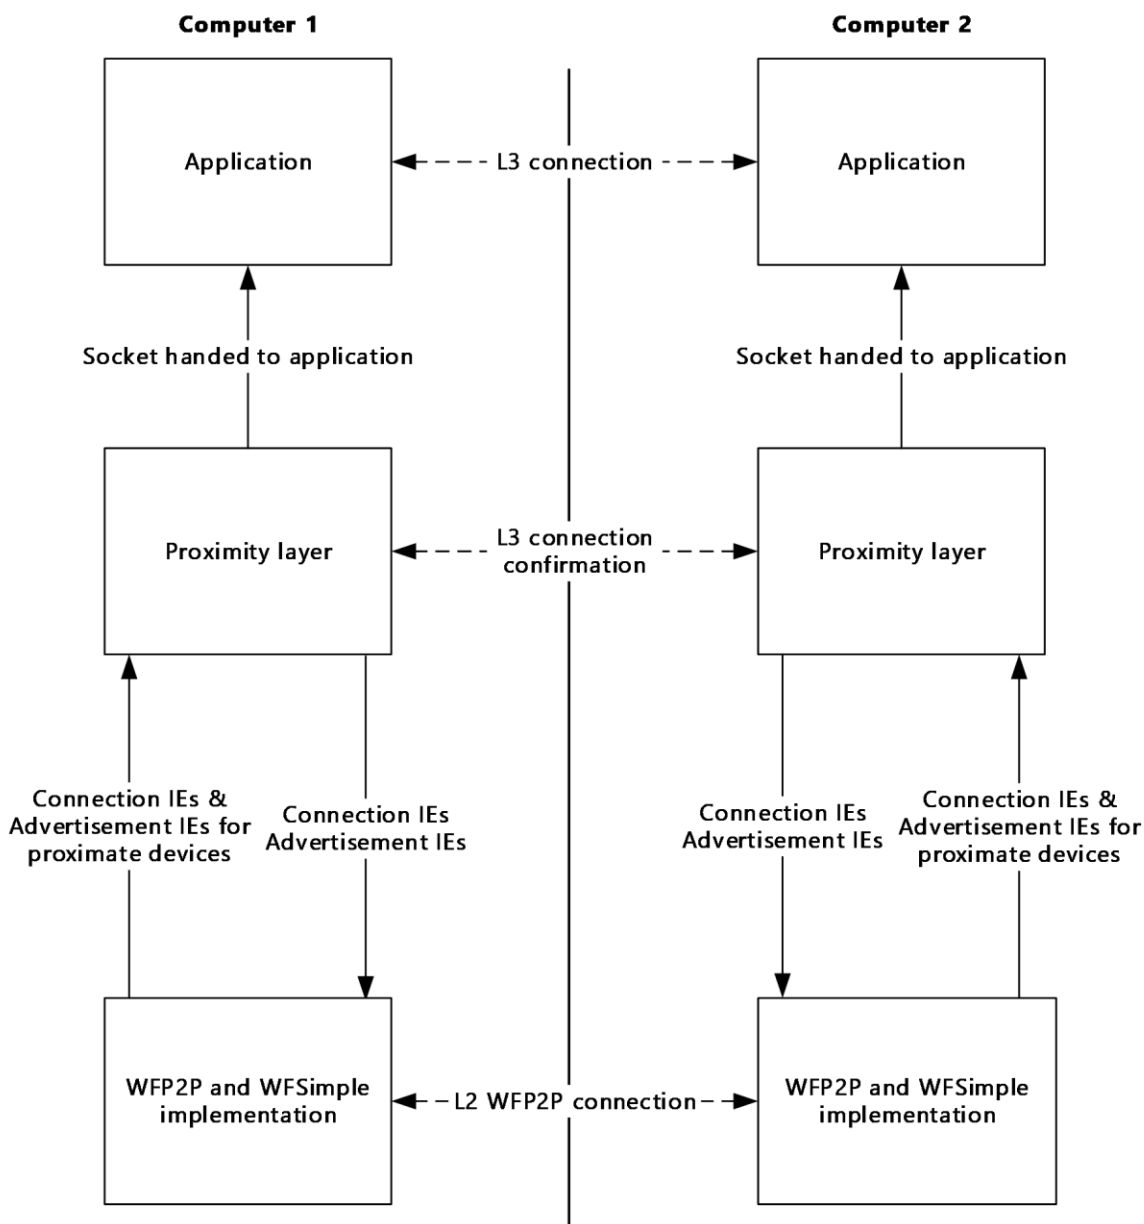 Computer 1
Computer 2
Application
L3 connection
Application
Socket handed to application
Socket handed to application
Proximity layer
L3 connection
confirmation
Proximity layer
Connection IEs &
Advertisement IEs for
proximate devices
Connection IEs
Advertisement IEs
Connection IEs
Advertisement IEs
Connection IEs &
Advertisement IEs for
proximate devices
WFP2P and WFSimple
implementation
L2 WFP2P connection
WFP2P and WFSimple
implementation